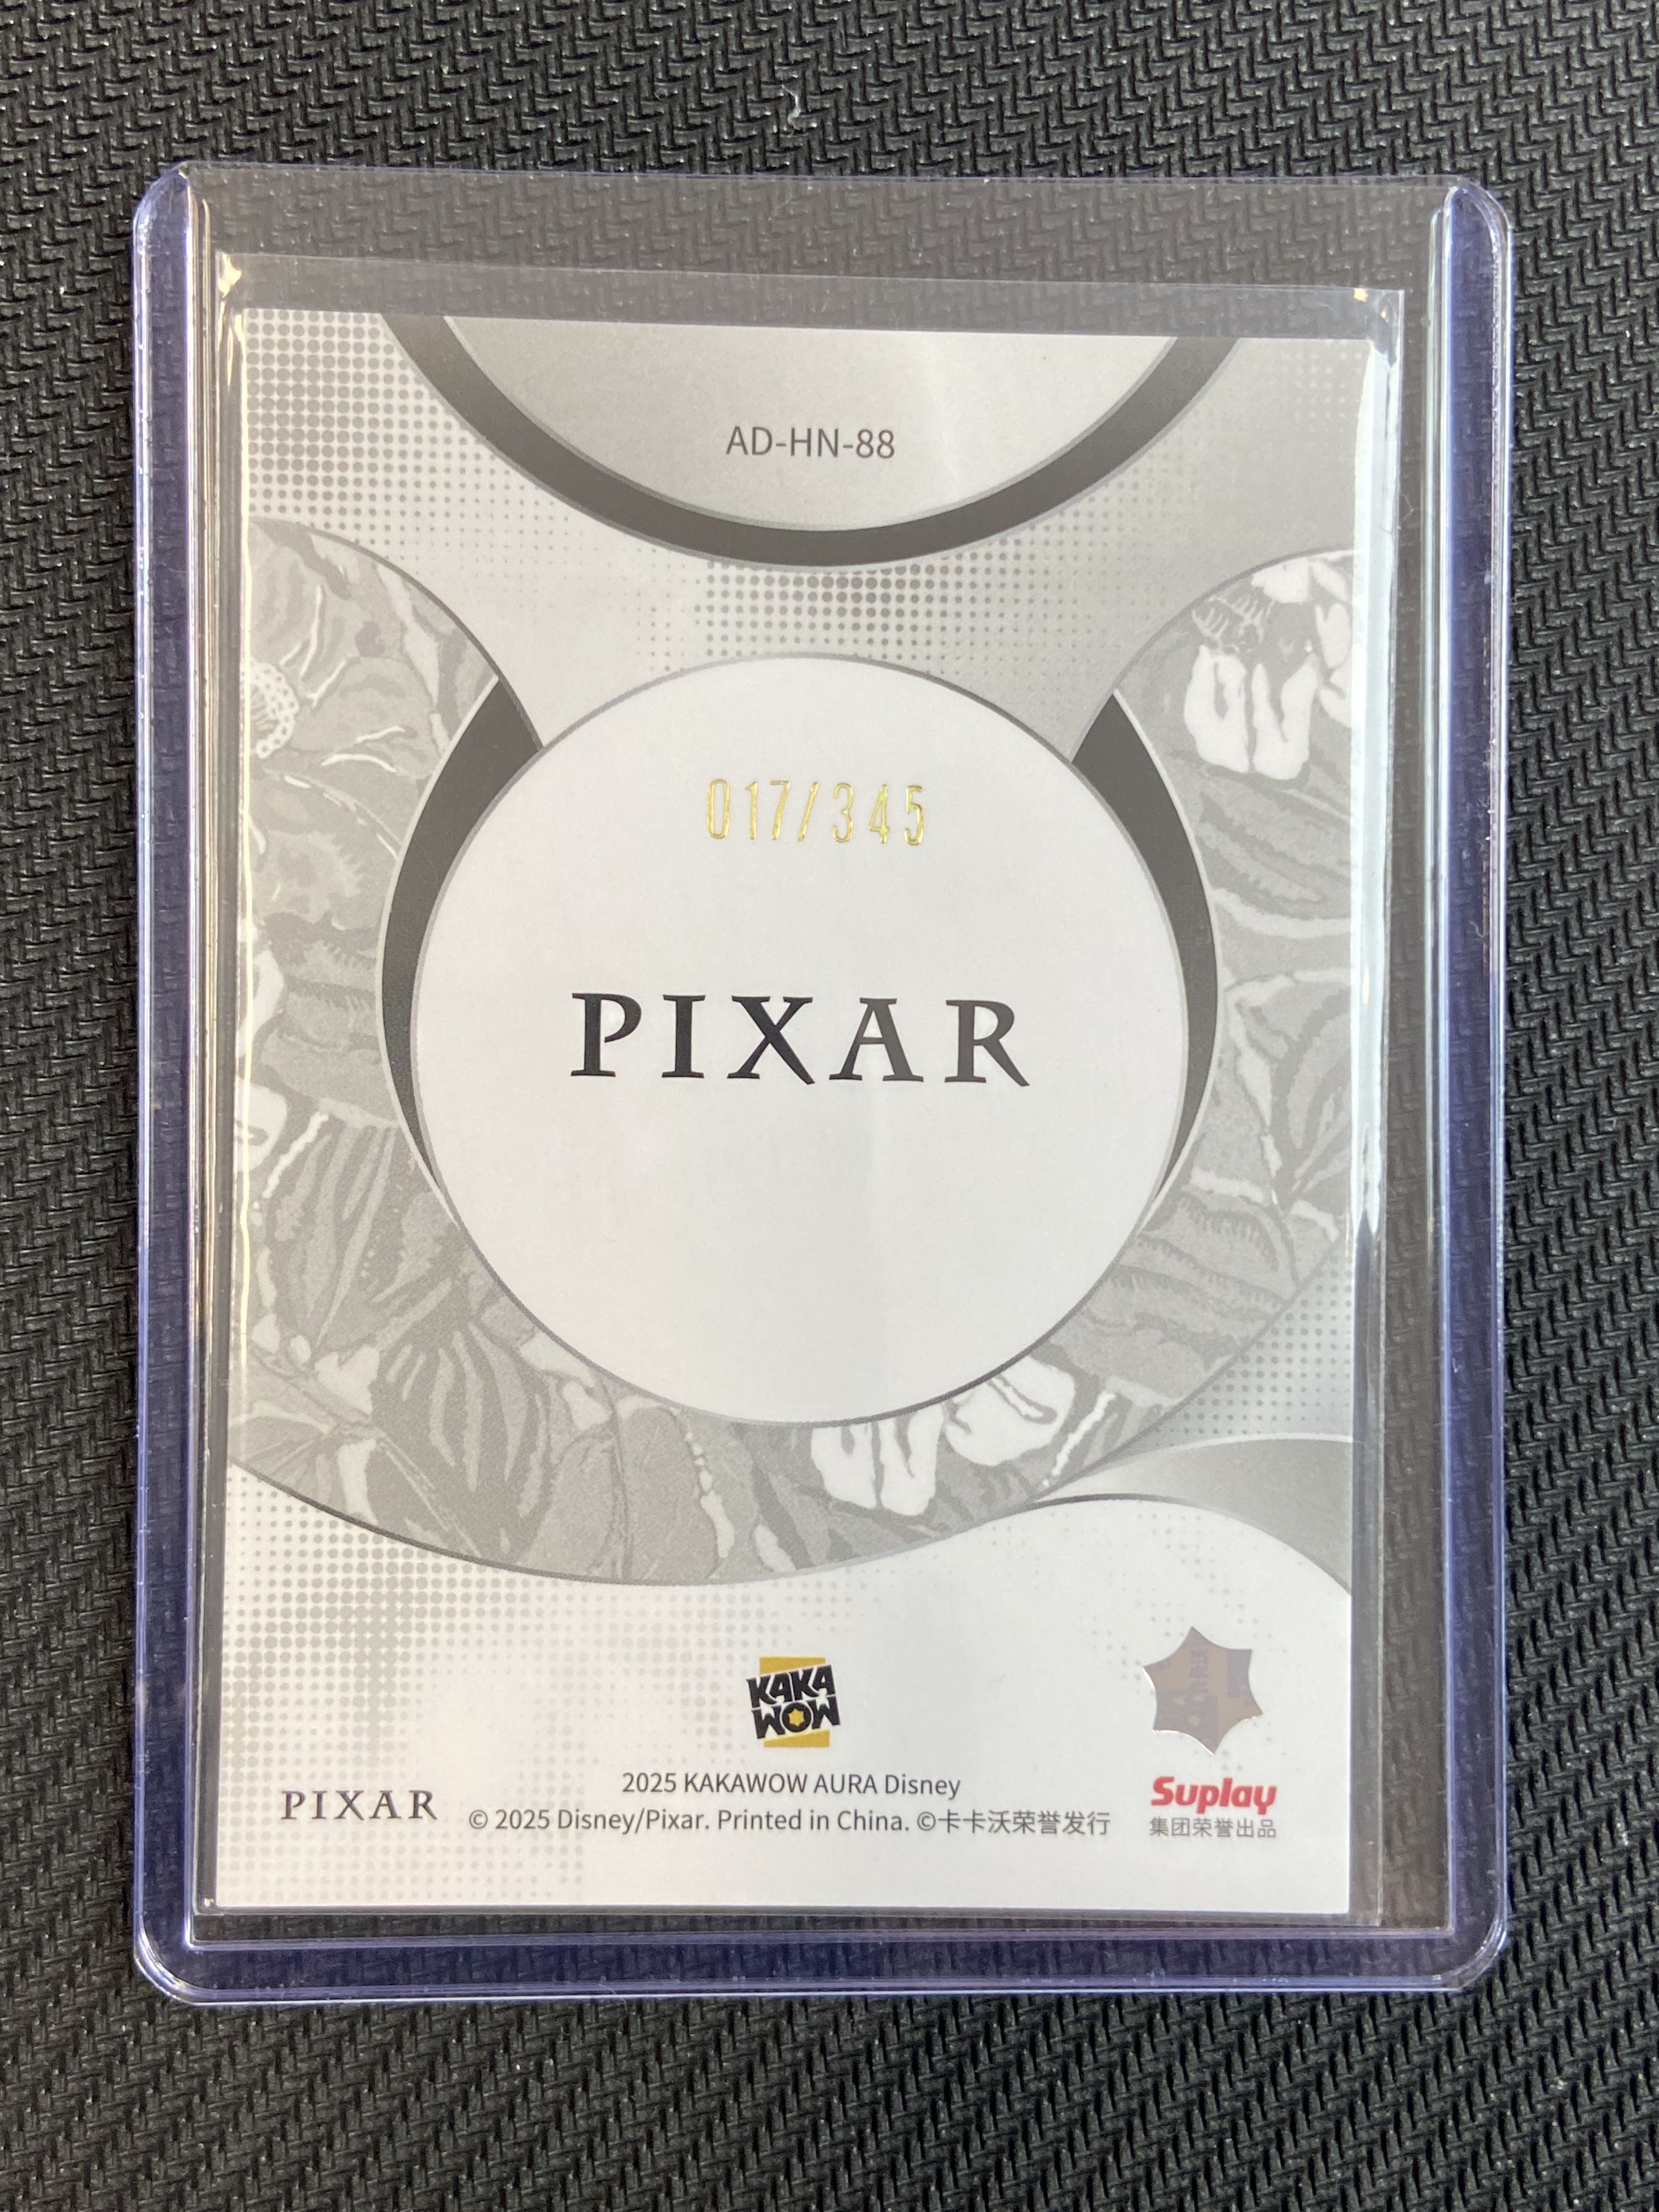 AD-HN-88
017/345
PIXAR
KAKA
WOW
PIXAR
2025 KAKAWOW AURA Disney
© 2025 Disney/Pixar. Printed in China. ©卡卡沃荣誉发行
Suplay
集团荣誉出品